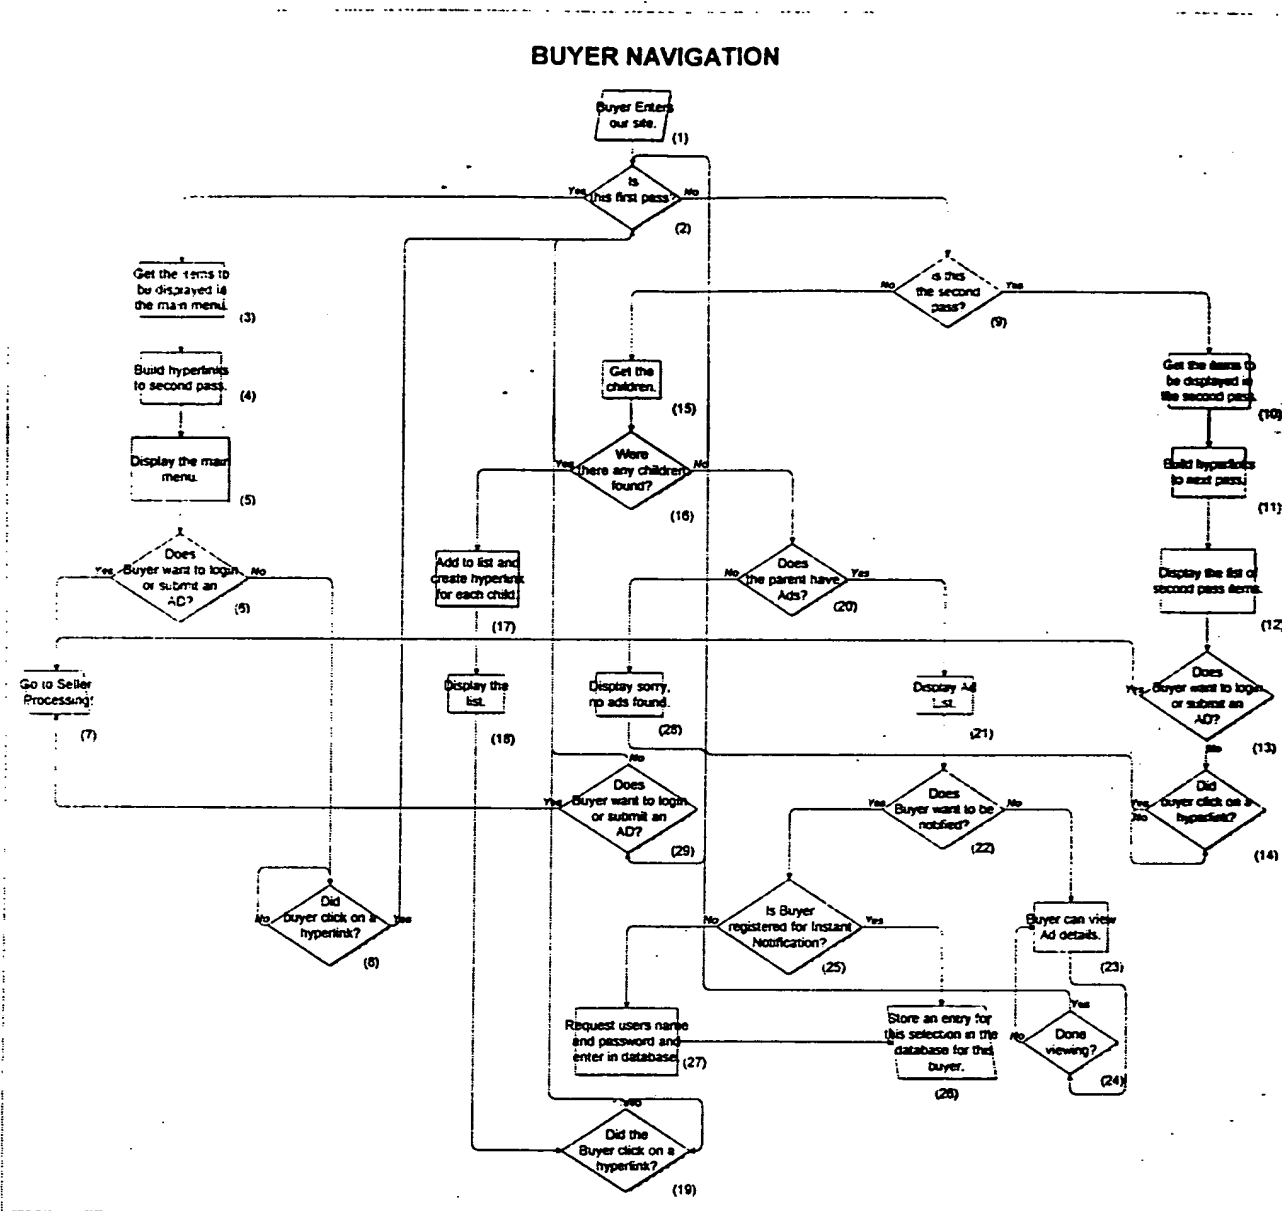 BUYER NAVIGATION
Buyer Enters
our site.
(1)
Is
this first pass?
Yes
No
(2)
Get the items to
be displayed in
the main menu.
(3)
Is this
the second
pass?
No
Yes
(9)
Build hyperlinks
to second pass.
(4)
Get the
children.
(15)
Get the items to
be displayed in
the second pass.
(10)
Display the main
menu.
(5)
Were
there any children
found?
Yes
No
(16)
Build hyperlinks
to next pass.
(11)
Does
Buyer want to login
or submit an
AD?
Yes
No
(6)
Add to list and
create hyperlink
for each child.
(17)
Does
the parent have
Ads?
No
Yes
(20)
Display the list of
second pass items.
(12)
Go to Seller
Processing.
(7)
Display the
list.
(18)
Display sorry,
no ads found.
(28)
Display Ad
List.
(21)
Does
Buyer want to login
or submit an
AD?
Yes
No
(13)
No
Does
Buyer want to login
or submit an
AD?
Yes
(29)
Does
Buyer want to be
notified?
Yes
No
(22)
Did
buyer click on a
hyperlink?
Yes
No
(14)
Did
buyer click on a
hyperlink?
No
Yes
(8)
Is Buyer
registered for Instant
Notification?
No
Yes
(25)
Buyer can view
Ad details.
(23)
Request users name
and password and
enter in database.
(27)
Store an entry for
this selection in the
database for this
buyer.
(26)
Yes
Done
viewing?
No
(24)
No
Did the
Buyer click on a
hyperlink?
(19)